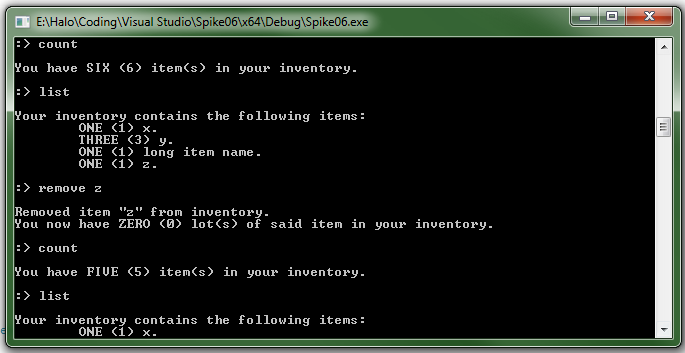 E:\Halo\Coding\Visual Studio\Spike06\x64\Debug\Spike06.exe
:> count
You have SIX (6) item(s) in your inventory.
:> list
Your inventory contains the following items:
ONE (1) x.
THREE (3) y.
ONE (1) long item name.
ONE (1) z.
:> remove z
Removed item "z" from inventory.
You now have ZERO (0) lot(s) of said item in your inventory.
:> count
You have FIVE (5) item(s) in your inventory.
:> list
Your inventory contains the following items:
ONE (1) x.